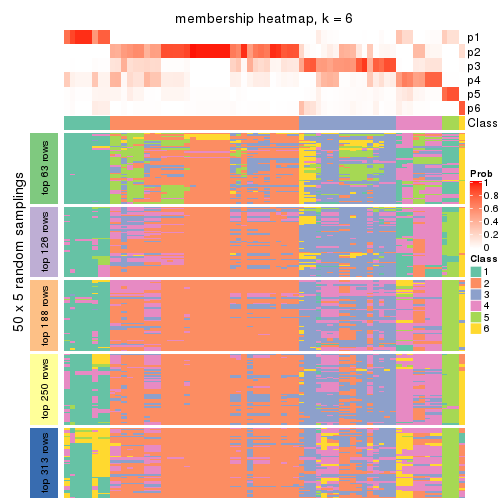 membership heatmap, k = 6
p1
p2
p3
p4
p5
p6
Class
50 x 5 random samplings
top 63 rows
top 126 rows
top 188 rows
top 250 rows
top 313 rows
Prob
1
0.8
0.6
0.4
0.2
0
Class
1
2
3
4
5
6